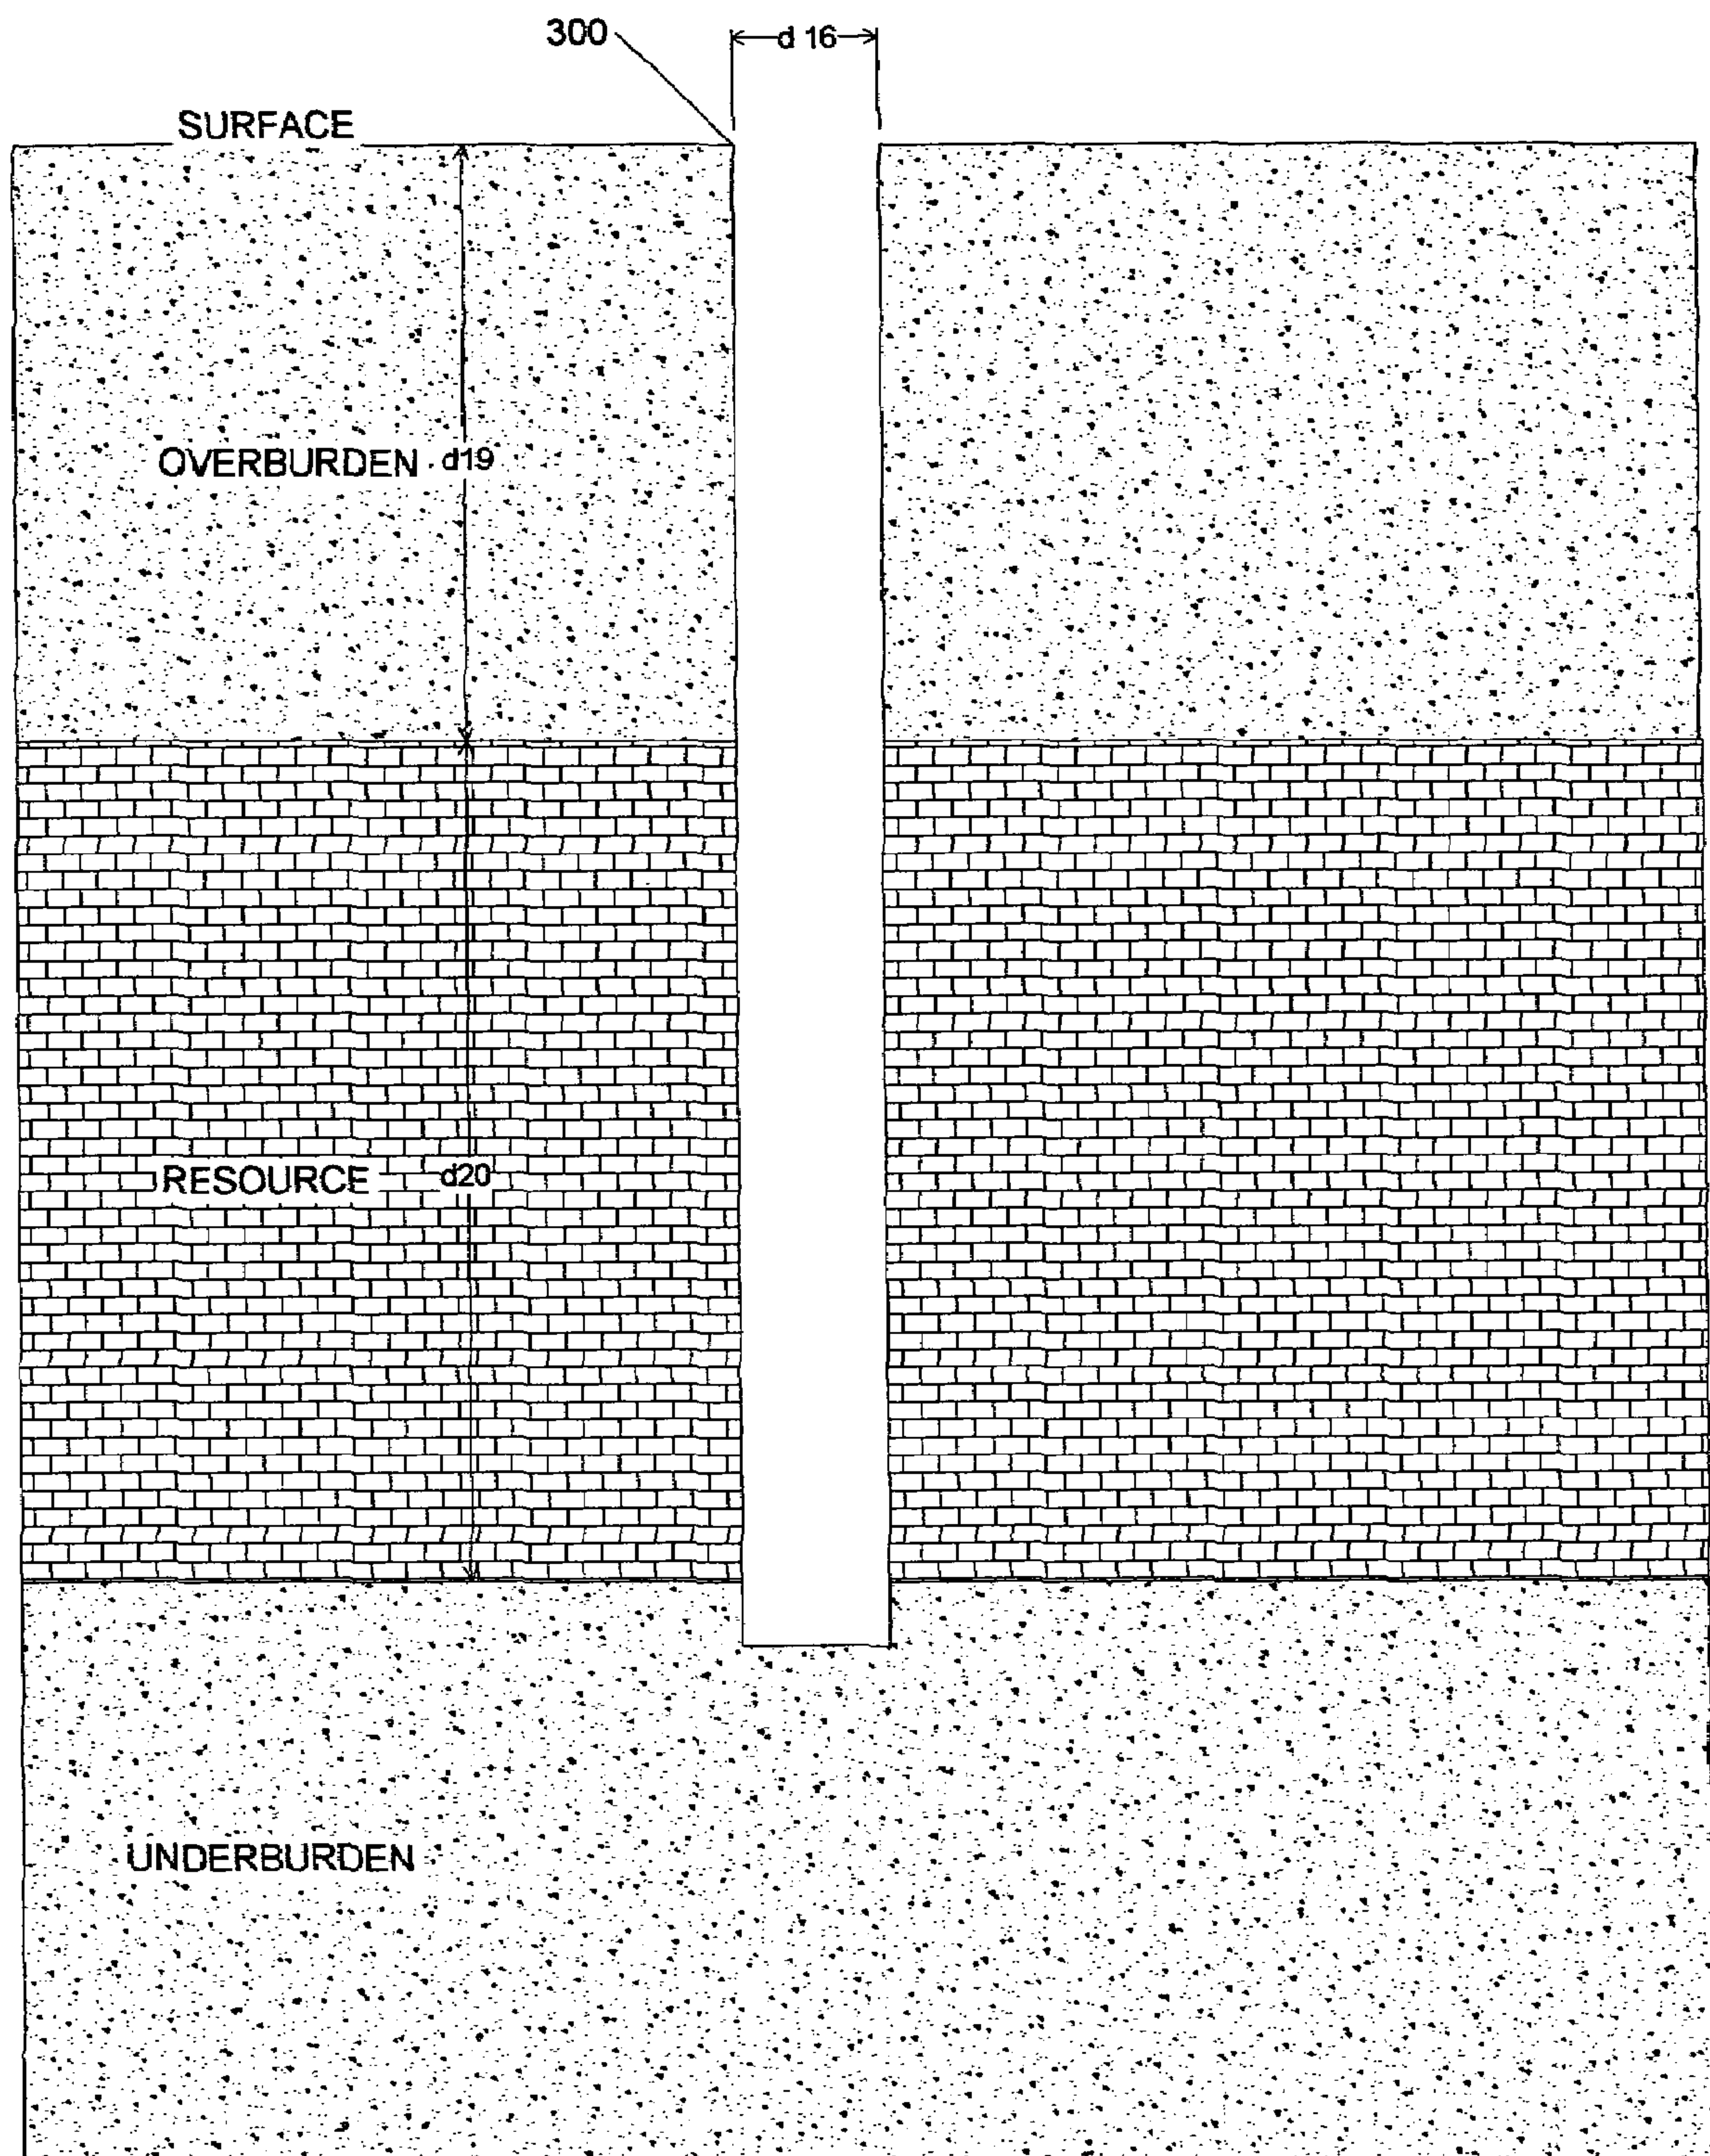 300
d 16
SURFACE
OVERBURDEN
d19
RESOURCE
d20
UNDERBURDEN